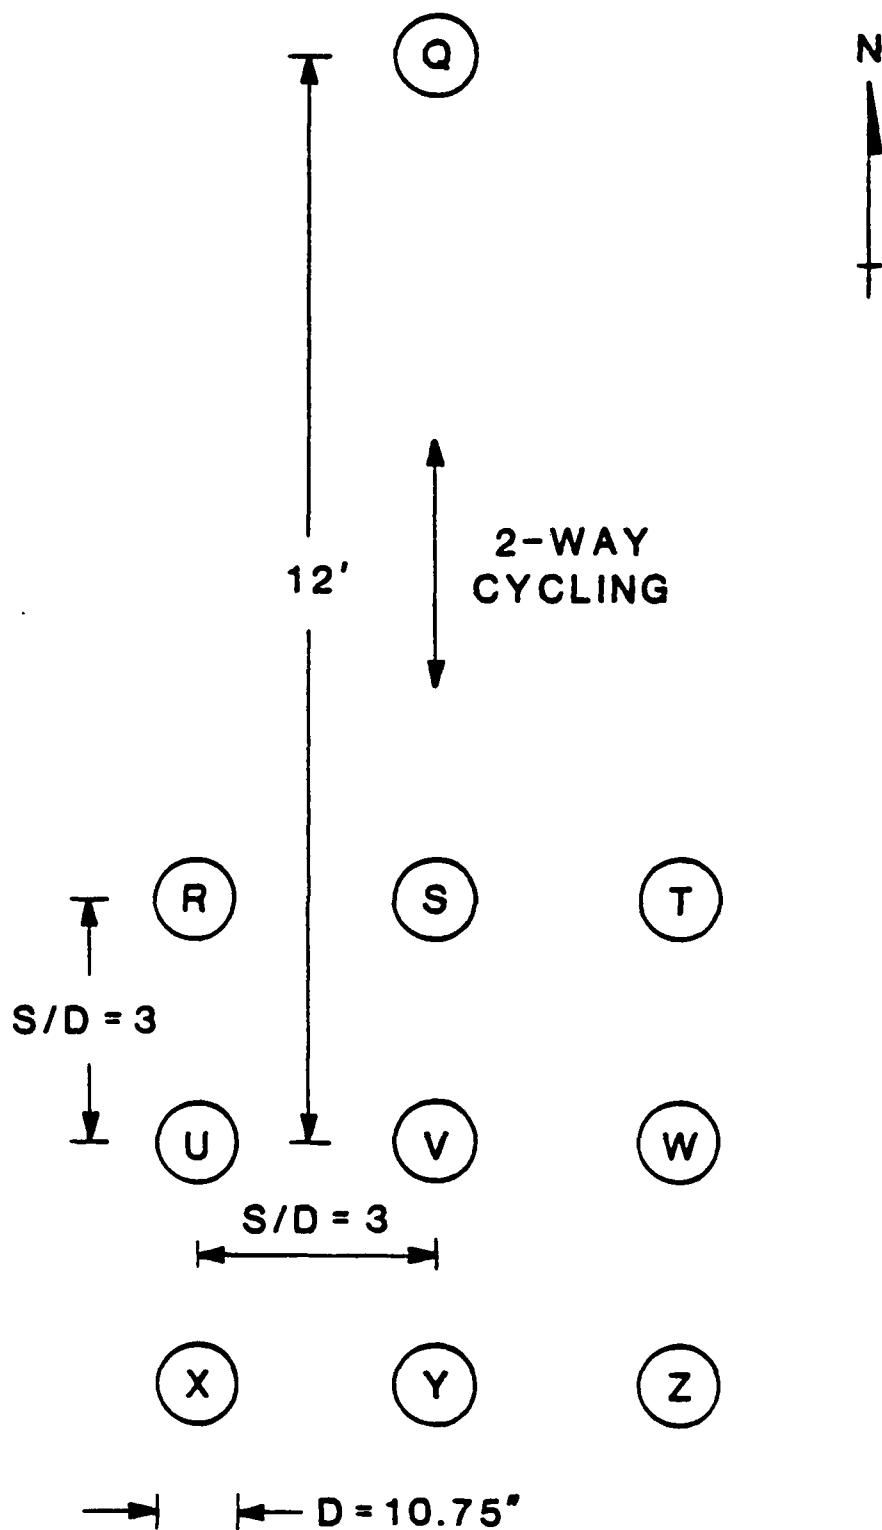 Q
N
2-WAY
CYCLING
12'
R
S
T
S/D = 3
U
V
W
S/D = 3
X
Y
Z
D = 10.75"